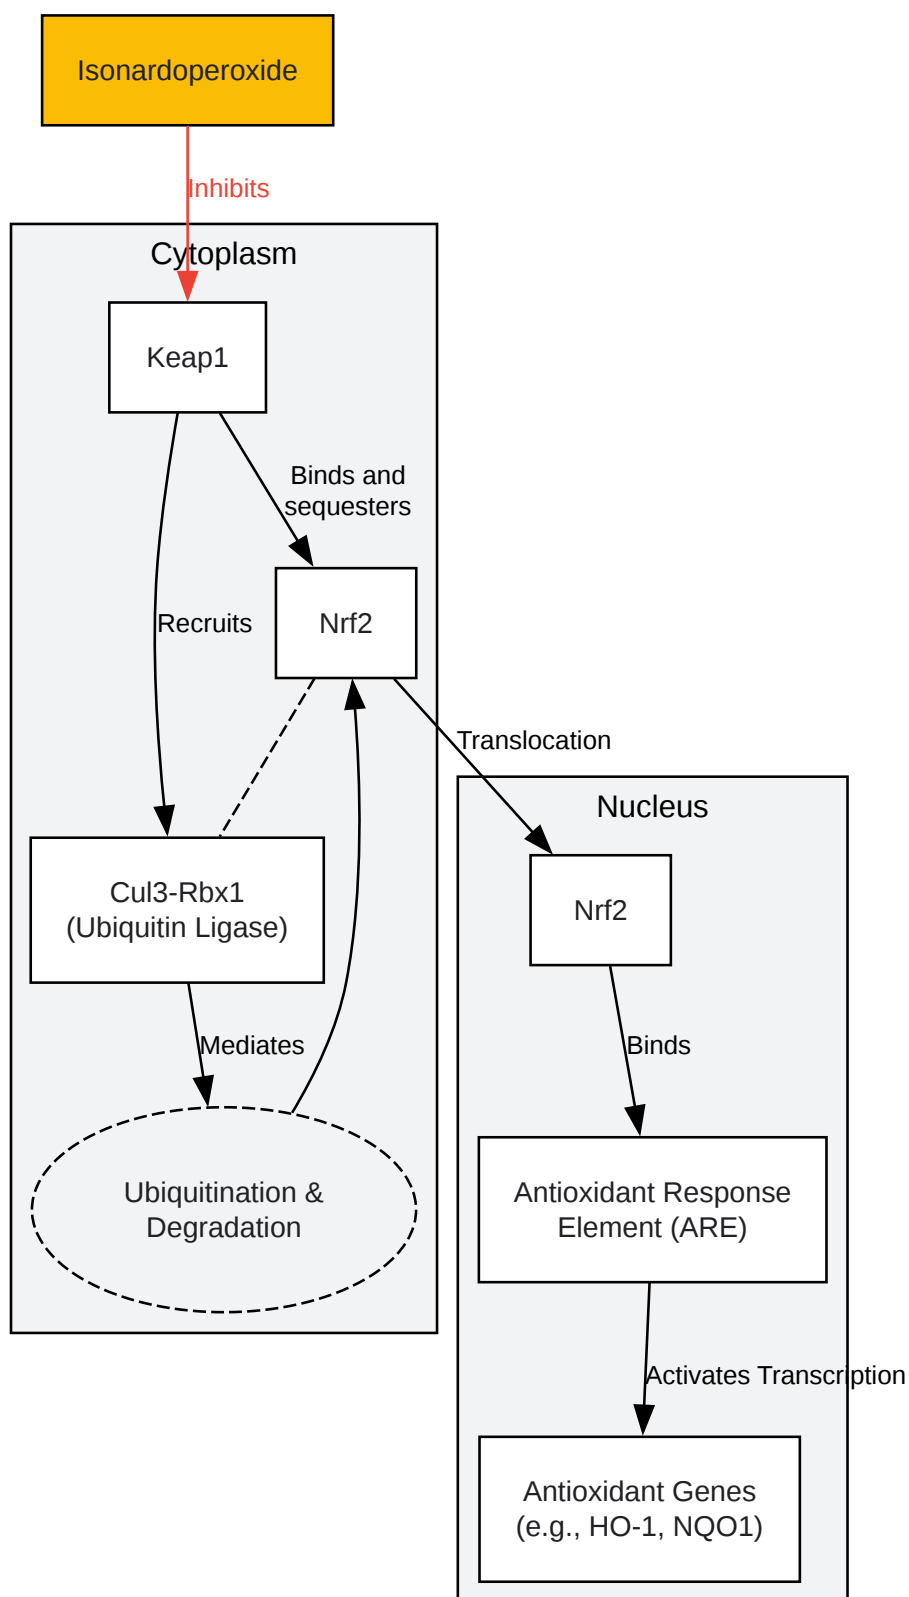 Isonardoperoxide
Inhibits
Cytoplasm
Keap1
Binds and
sequesters
Nrf2
Recruits
Translocation
Nucleus
Cul3-Rbx1
(Ubiquitin Ligase)
Nrf2
Mediates
Binds
Ubiquitination &
Degradation
Antioxidant Response
Element (ARE)
Activates Transcription
Antioxidant Genes
(e.g., HO-1, NQO1)